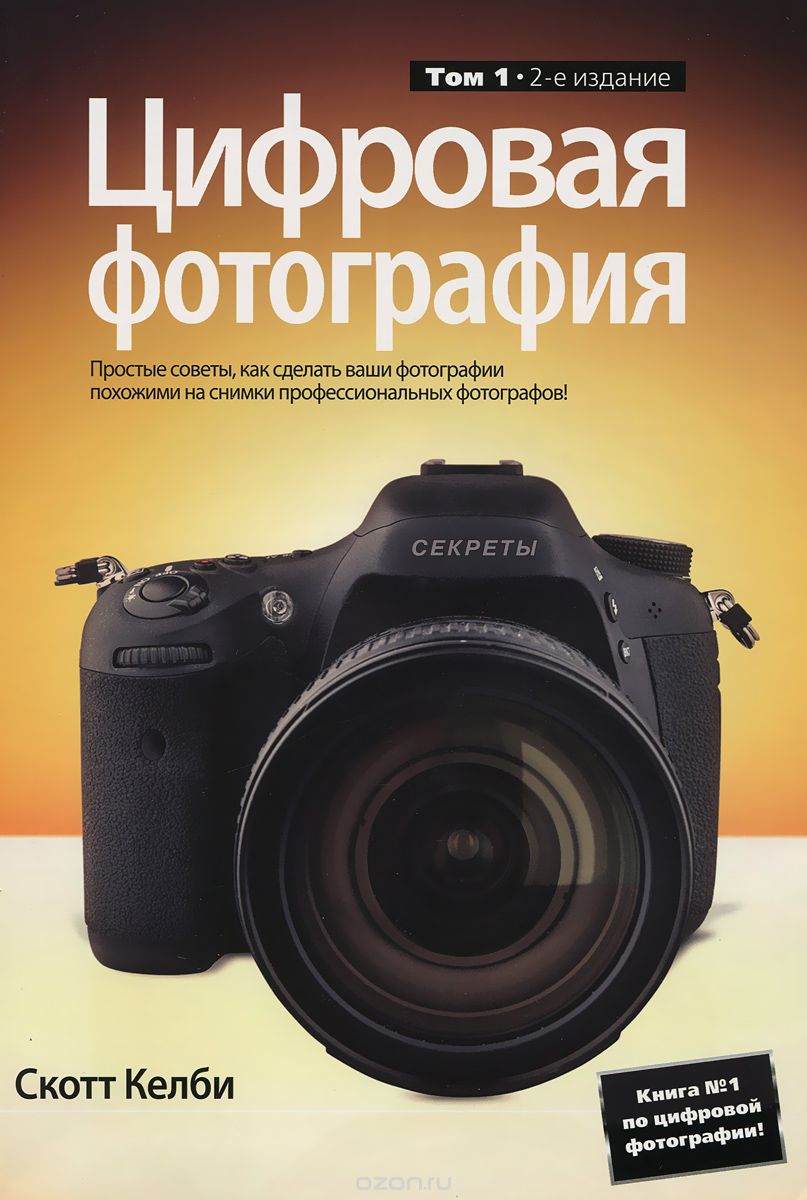 Том 1 • 2-е издание
Цифровая
фотография
Простые советы, как сделать ваши фотографии
похожими на снимки профессиональных фотографов!
СЕКРЕТЫ
Скотт Келби
Книга №1
по цифровой
фотографии!
ozon.ru